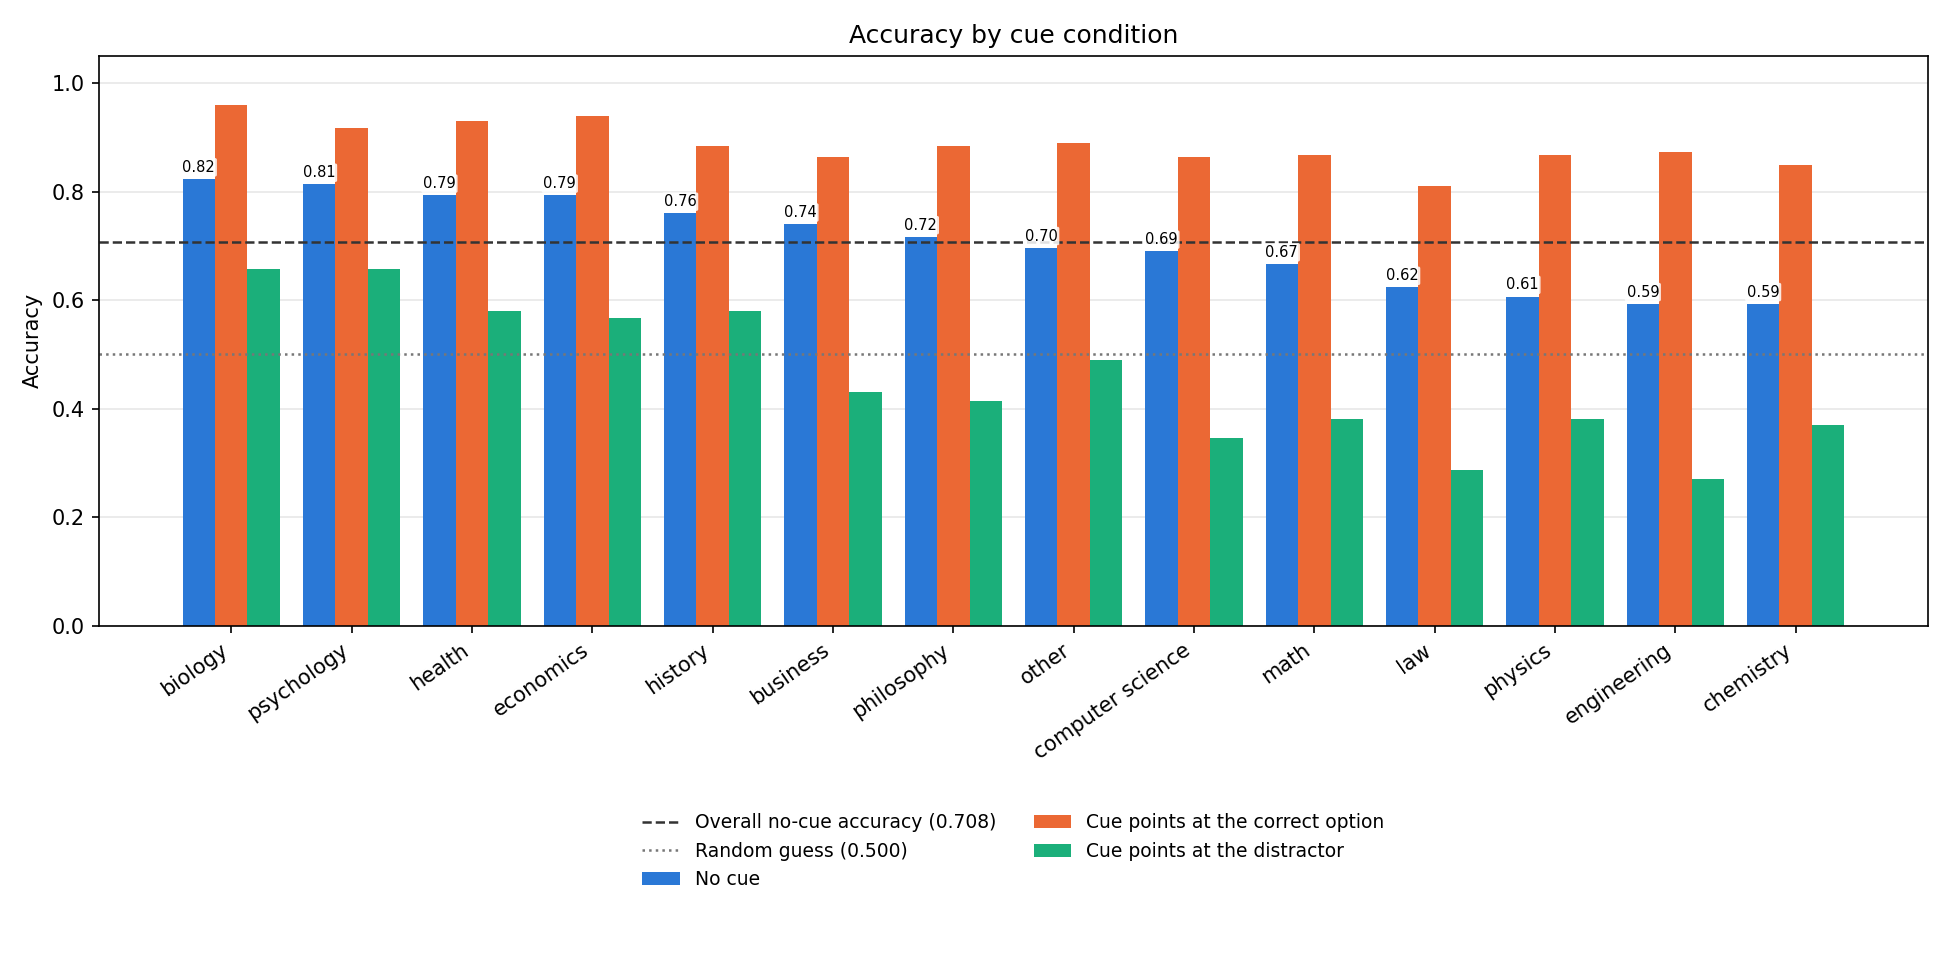 Accuracy by cue condition
Accuracy
1.0
0.8
0.6
0.4
0.2
0.0
0.82
0.81
0.79
0.79
0.76
0.74
0.72
0.70
0.69
0.67
0.62
0.61
0.59
0.59
biology
psychology
health
economics
history
business
philosophy
other
computer science
math
law
physics
engineering
chemistry
Overall no-cue accuracy (0.708)
Random guess (0.500)
No cue
Cue points at the correct option
Cue points at the distractor